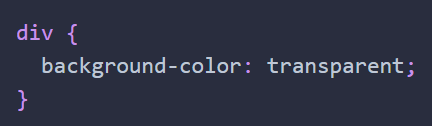 div {
  background-color: transparent;
}